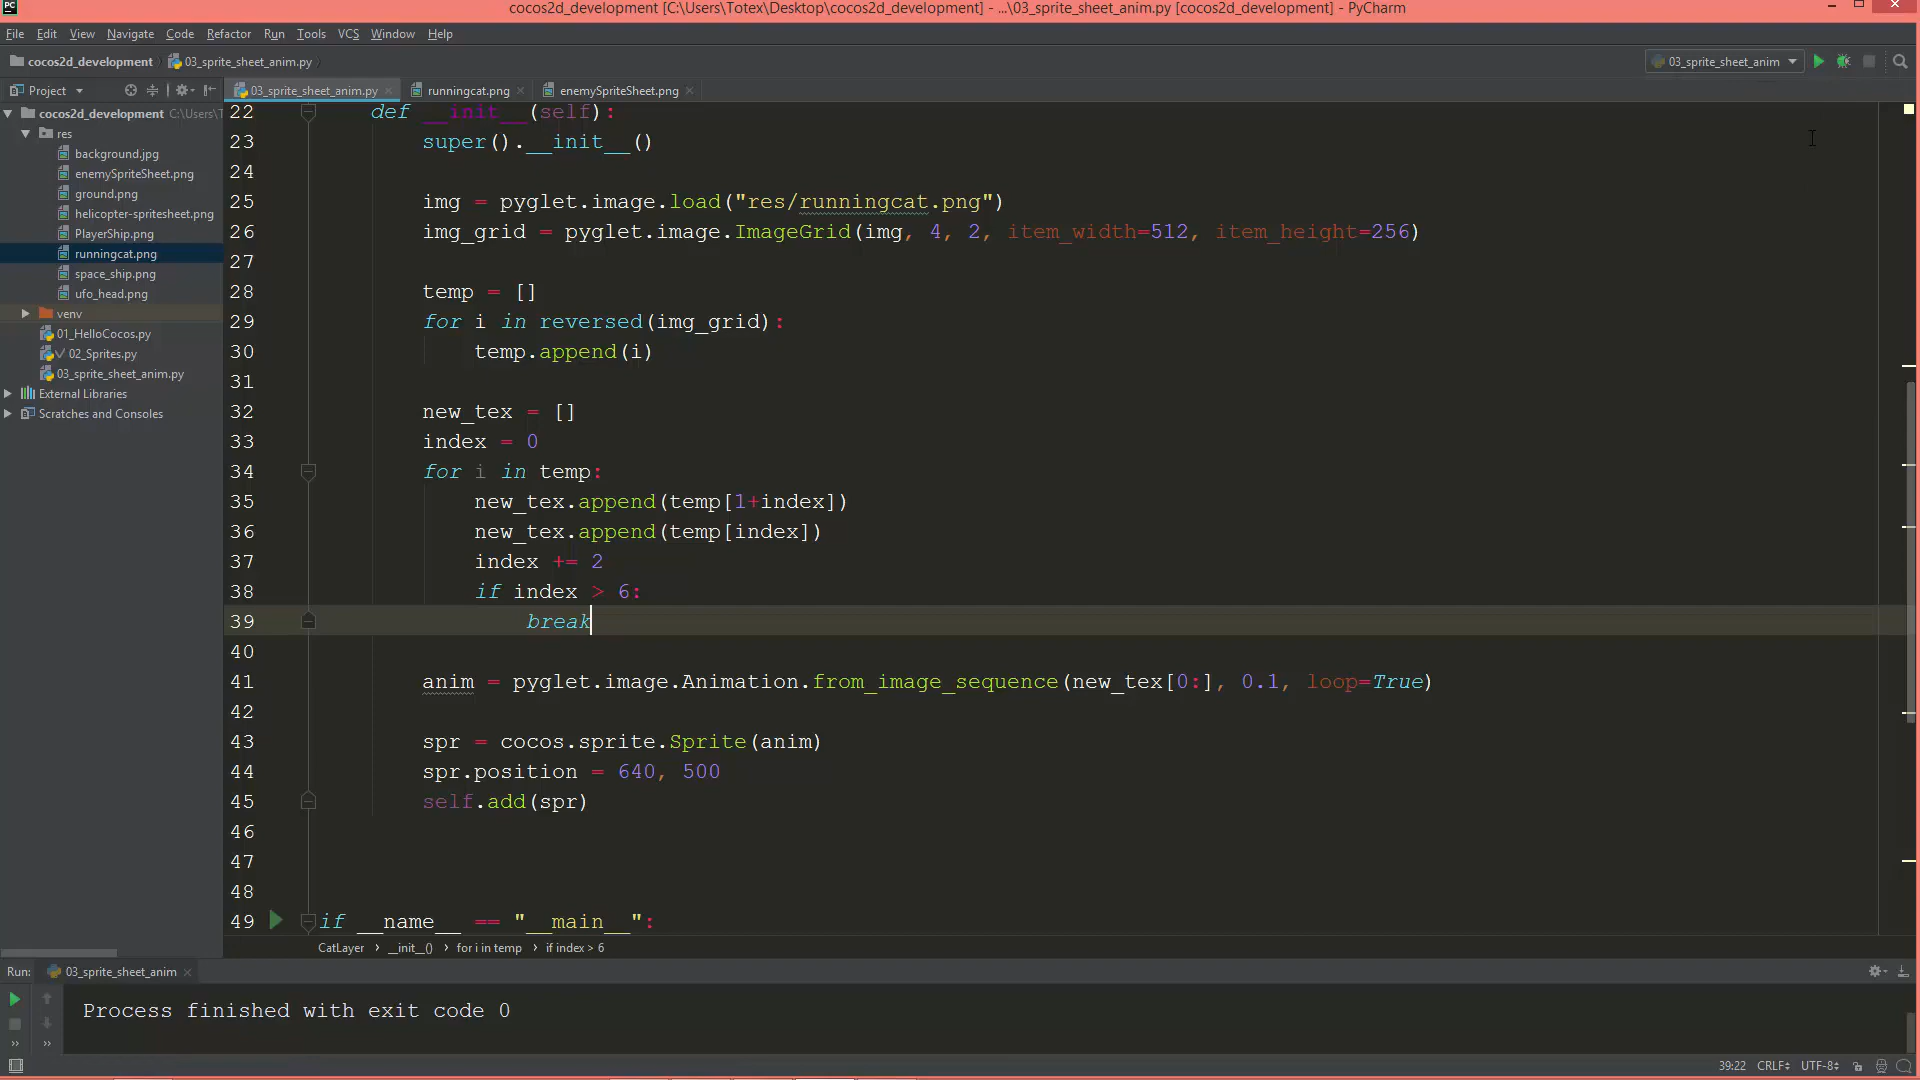 cocos2d_development [C:\Users\Totex\Desktop\cocos2d_development] - ...\03_sprite_sheet_anim.py [cocos2d_development] - PyCharm
File Edit View Navigate Code Refactor Run Tools VCS Window Help
cocos2d_development 03_sprite_sheet_anim.py 03_sprite_sheet_anim
Project 03_sprite_sheet_anim.py runningcat.png enemySpriteSheet.png
cocos2d_development C:\Users\T
res
background.jpg
enemySpriteSheet.png
ground.png
helicopter-spritesheet.png
PlayerShip.png
runningcat.png
space_ship.png
ufo_head.png
venv
01_HelloCocos.py
02_Sprites.py
03_sprite_sheet_anim.py
External Libraries
Scratches and Consoles
22 def __init__(self):
23 super().__init__()
24
25 img = pyglet.image.load("res/runningcat.png")
26 img_grid = pyglet.image.ImageGrid(img, 4, 2, item_width=512, item_height=256)
27
28 temp = []
29 for i in reversed(img_grid):
30 temp.append(i)
31
32 new_tex = []
33 index = 0
34 for i in temp:
35 new_tex.append(temp[1+index])
36 new_tex.append(temp[index])
37 index += 2
38 if index > 6:
39 break
40
41 anim = pyglet.image.Animation.from_image_sequence(new_tex[0:], 0.1, loop=True)
42
43 spr = cocos.sprite.Sprite(anim)
44 spr.position = 640, 500
45 self.add(spr)
46
47
48
49 if __name__ == "__main__":
CatLayer › __init__() › for i in temp › if index > 6
Run: 03_sprite_sheet_anim
Process finished with exit code 0
39:22 CRLF UTF-8